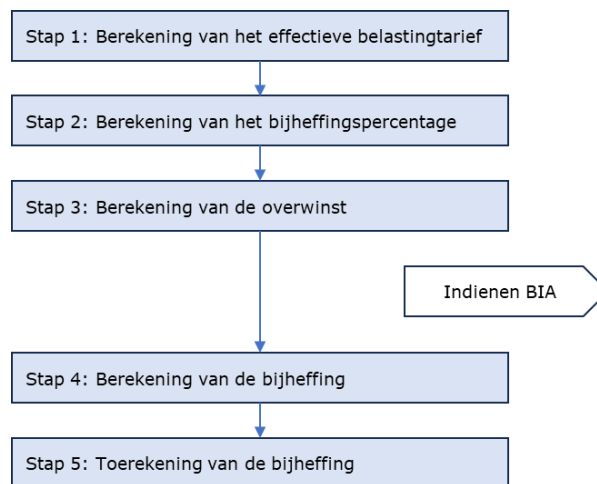 Stap 1: Berekening van het effectieve belastingtarief
Stap 2: Berekening van het bijheffingspercentage
Stap 3: Berekening van de overwinst
Indienen BIA
Stap 4: Berekening van de bijheffing
Stap 5: Toerekening van de bijheffing